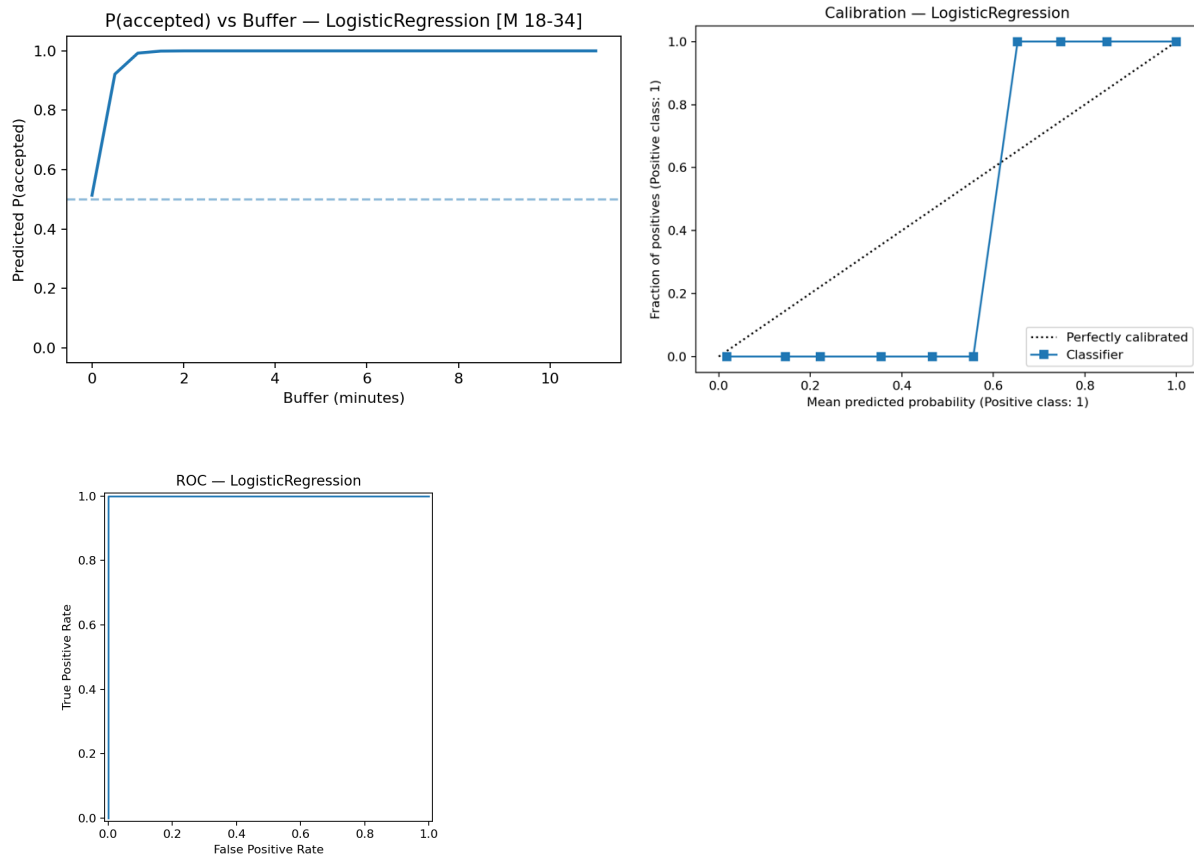 P(accepted) vs Buffer — LogisticRegression [M 18-34]
Predicted P(accepted)
1.0
0.8
0.6
0.4
0.2
0.0
0 2 4 6 8 10
Buffer (minutes)
Calibration — LogisticRegression
Fraction of positives (Positive class: 1)
1.0
0.8
0.6
0.4
0.2
0.0
Perfectly calibrated
Classifier
0.0 0.2 0.4 0.6 0.8 1.0
Mean predicted probability (Positive class: 1)
ROC — LogisticRegression
True Positive Rate
1.0
0.8
0.6
0.4
0.2
0.0
0.0 0.2 0.4 0.6 0.8 1.0
False Positive Rate